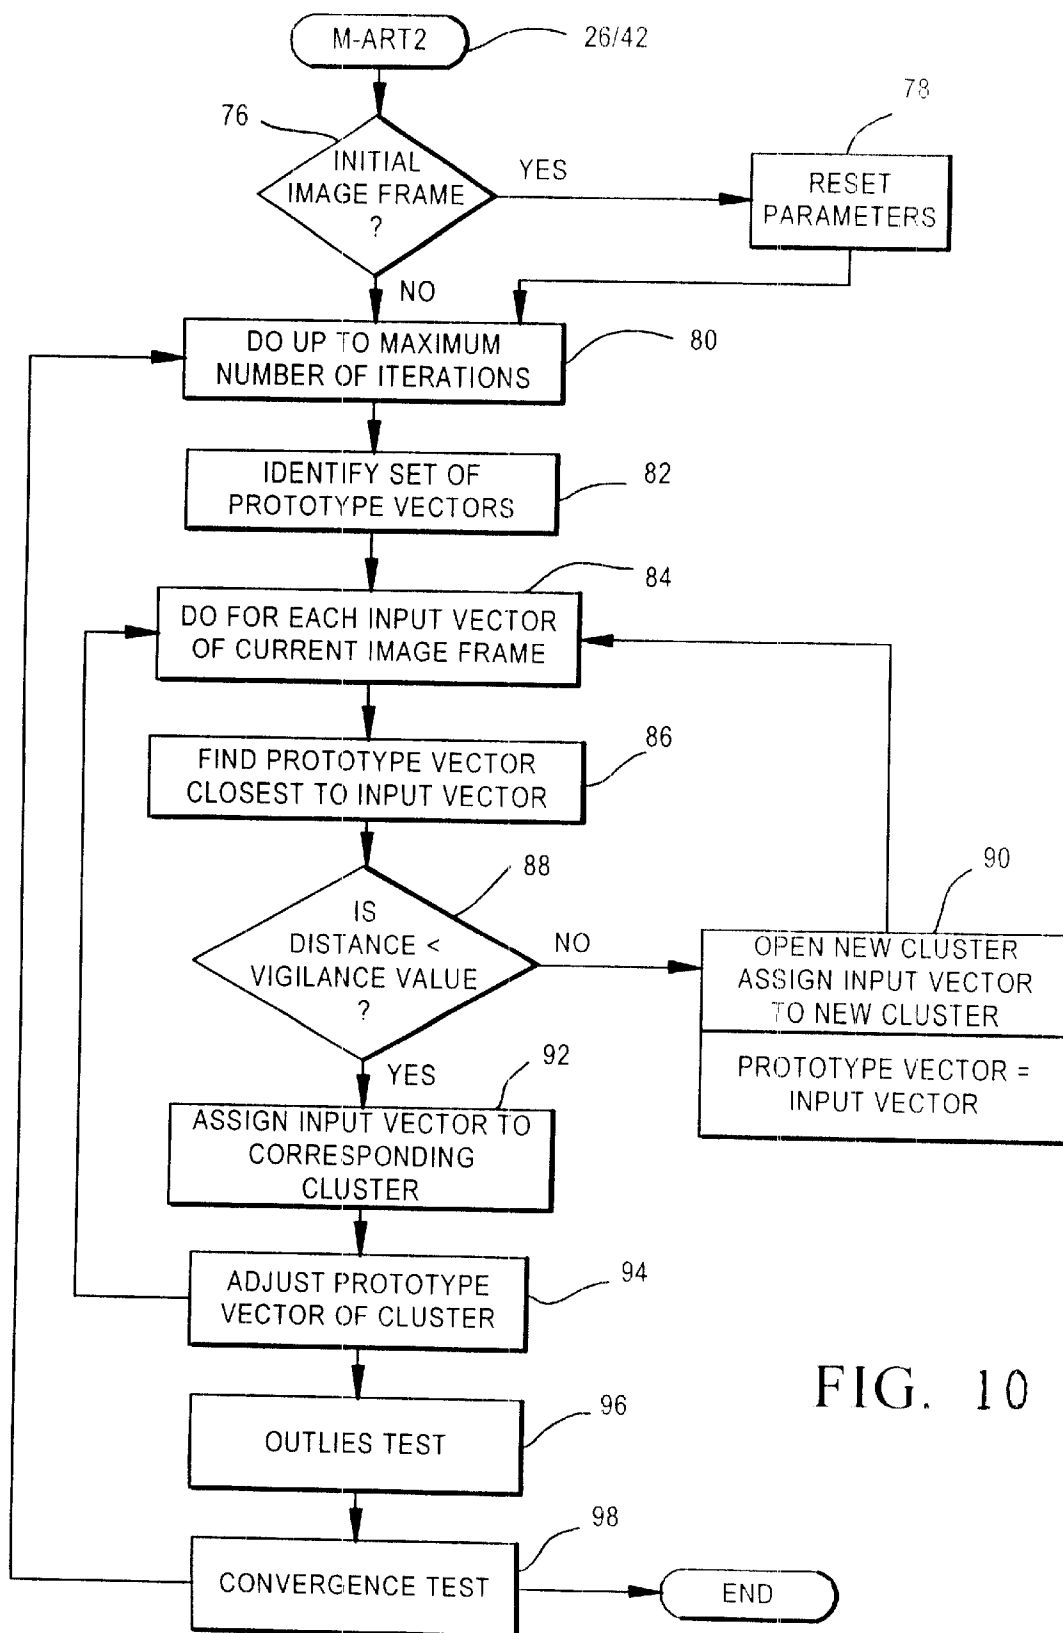 M-ART2
26/42
76
INITIAL
IMAGE FRAME
?
YES
78
RESET
PARAMETERS
NO
DO UP TO MAXIMUM
NUMBER OF ITERATIONS
80
IDENTIFY SET OF
PROTOTYPE VECTORS
82
84
DO FOR EACH INPUT VECTOR
OF CURRENT IMAGE FRAME
FIND PROTOTYPE VECTOR
CLOSEST TO INPUT VECTOR
86
88
IS
DISTANCE <
VIGILANCE VALUE
?
NO
90
OPEN NEW CLUSTER
ASSIGN INPUT VECTOR
TO NEW CLUSTER
PROTOTYPE VECTOR =
INPUT VECTOR
YES
92
ASSIGN INPUT VECTOR TO
CORRESPONDING
CLUSTER
ADJUST PROTOTYPE
VECTOR OF CLUSTER
94
OUTLIES TEST
96
CONVERGENCE TEST
98
END
FIG. 10